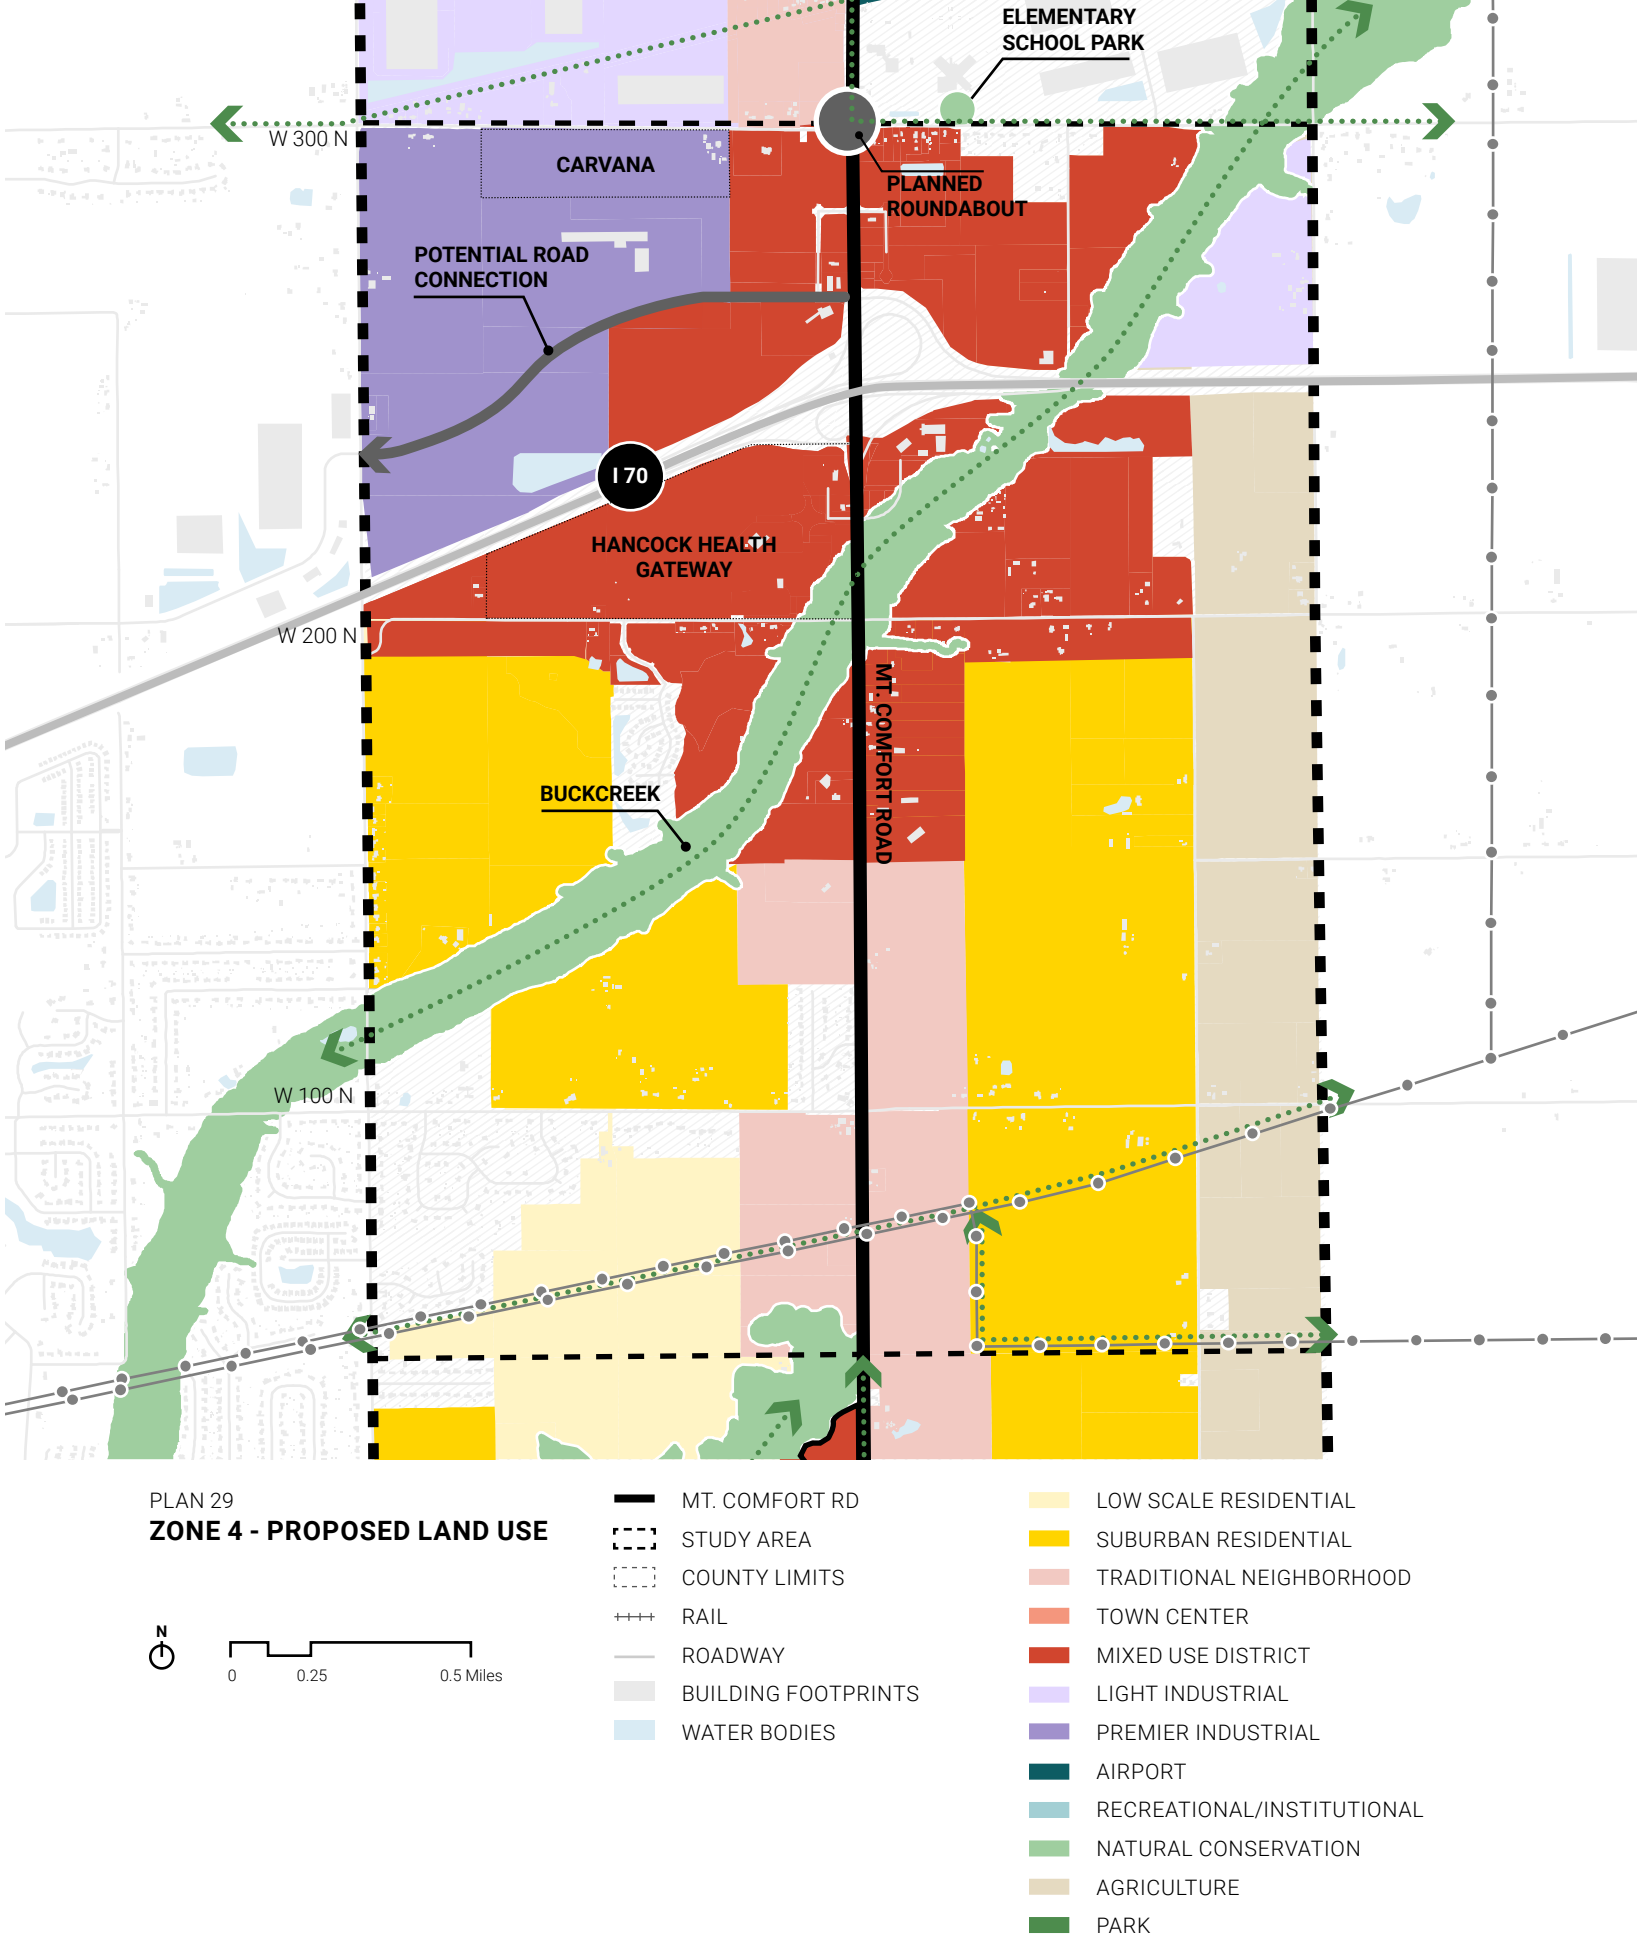 ELEMENTARY
SCHOOL PARK
W 300 N
CARVANA
PLANNED
ROUNDABOUT
POTENTIAL ROAD
CONNECTION
I 70
HANCOCK HEALTH
GATEWAY
W 200 N
MT. COMFORT ROAD
BUCKCREEK
W 100 N
PLAN 29
ZONE 4 - PROPOSED LAND USE
N
0 0.25 0.5 Miles
MT. COMFORT RD
STUDY AREA
COUNTY LIMITS
RAIL
ROADWAY
BUILDING FOOTPRINTS
WATER BODIES
LOW SCALE RESIDENTIAL
SUBURBAN RESIDENTIAL
TRADITIONAL NEIGHBORHOOD
TOWN CENTER
MIXED USE DISTRICT
LIGHT INDUSTRIAL
PREMIER INDUSTRIAL
AIRPORT
RECREATIONAL/INSTITUTIONAL
NATURAL CONSERVATION
AGRICULTURE
PARK